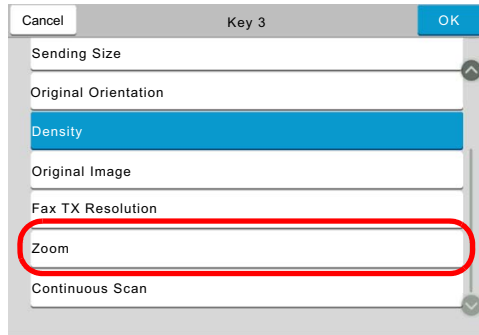 Cancel Key 3 OK
Sending Size
Original Orientation
Density
Original Image
Fax TX Resolution
Zoom
Continuous Scan